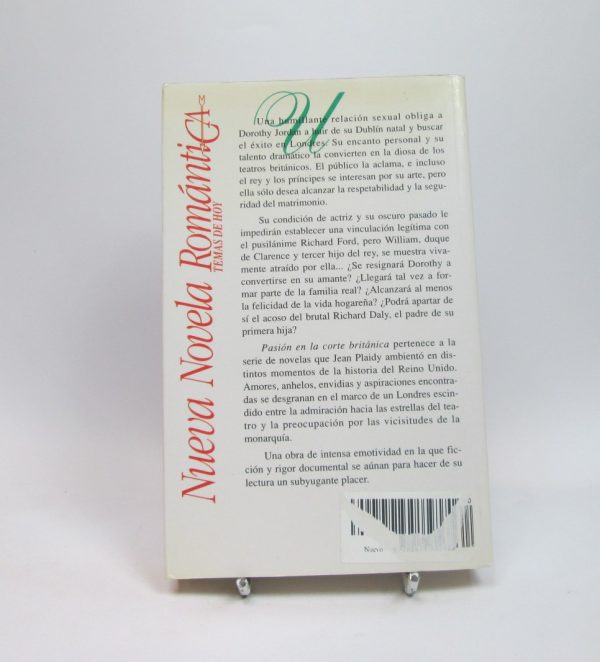 Nueva Novela RománticA
TEMAS DE HOY
U
Una humillante relación sexual obliga a
Dorothy Jordan a huir de su Dublín natal y buscar
el éxito en Londres. Su encanto personal y su
talento dramático la convierten en la diosa de los
teatros británicos. El público la aclama, e incluso
el rey y los príncipes se interesan por su arte, pero
ella sólo desea alcanzar la respetabilidad y la segu-
ridad del matrimonio.
Su condición de actriz y su oscuro pasado le
impedirán establecer una vinculación legítima con
el pusilánime Richard Ford, pero William, duque
de Clarence y tercer hijo del rey, se muestra viva-
mente atraído por ella... ¿Se resignará Dorothy a
convertirse en su amante? ¿Llegará tal vez a for-
mar parte de la familia real? ¿Alcanzará al menos
la felicidad de la vida hogareña? ¿Podrá apartar de
sí el acoso del brutal Richard Daly, el padre de su
primera hija?
Pasión en la corte británica pertenece a la
serie de novelas que Jean Plaidy ambientó en dis-
tintos momentos de la historia del Reino Unido.
Amores, anhelos, envidias y aspiraciones encontra-
das se desgranan en el marco de un Londres escin-
dido entre la admiración hacia las estrellas del tea-
tro y la preocupación por las vicisitudes de la
monarquía.
Una obra de intensa emotividad en la que fic-
ción y rigor documental se aúnan para hacer de su
lectura un subyugante placer.
Nuevo